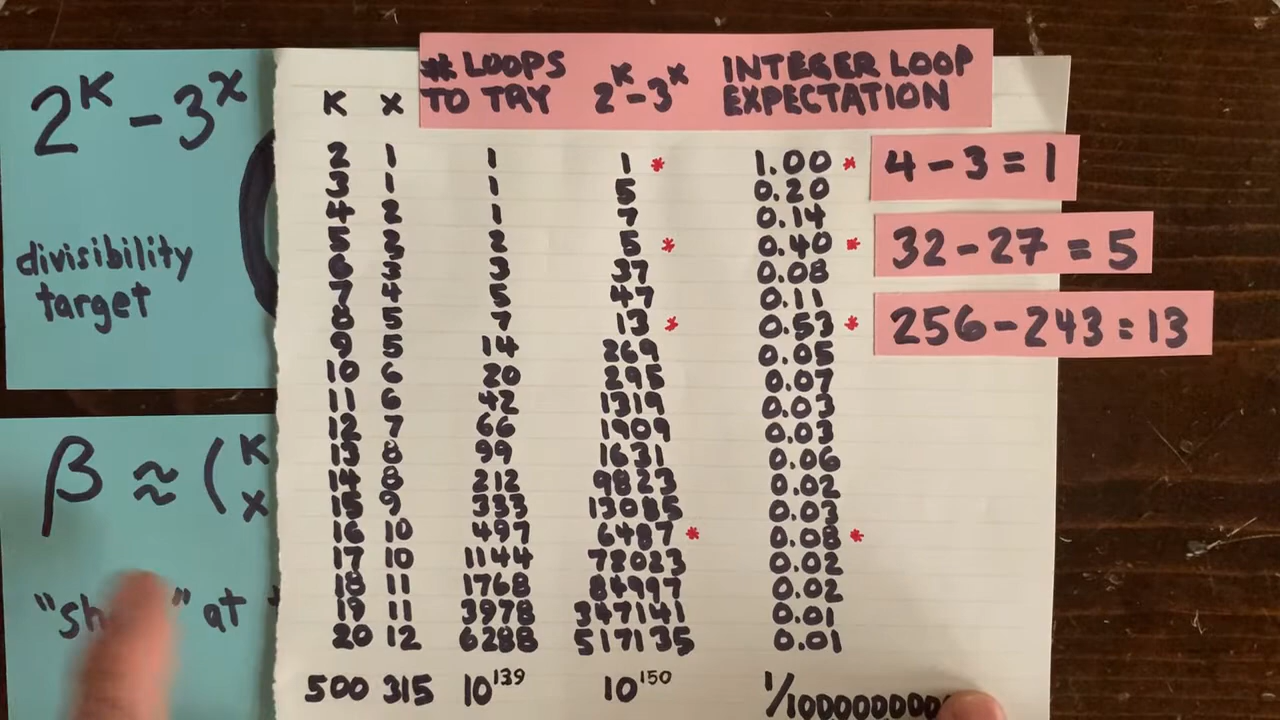 2^K - 3^X
divisibility
target
β ≈ (K
X
"sh " at
# LOOPS TO TRY 2^K-3^X INTEGER LOOP EXPECTATION
K X
2 1 1 1 * 1.00 *
3 1 1 5 0.20
4 2 1 7 0.14
5 3 2 5 * 0.40 *
6 3 3 37 0.08
7 4 5 47 0.11
8 5 7 13 * 0.53 *
9 5 14 269 0.05
10 6 20 295 0.07
11 6 42 1319 0.03
12 7 66 1909 0.03
13 8 99 1631 0.06
14 8 212 9823 0.02
15 9 333 13085 0.03
16 10 497 6487 * 0.08 *
17 10 1144 72023 0.02
18 11 1768 84997 0.02
19 11 3978 347141 0.01
20 12 6288 517135 0.01
500 315 10^139 10^150
4-3=1
32-27=5
256-243=13